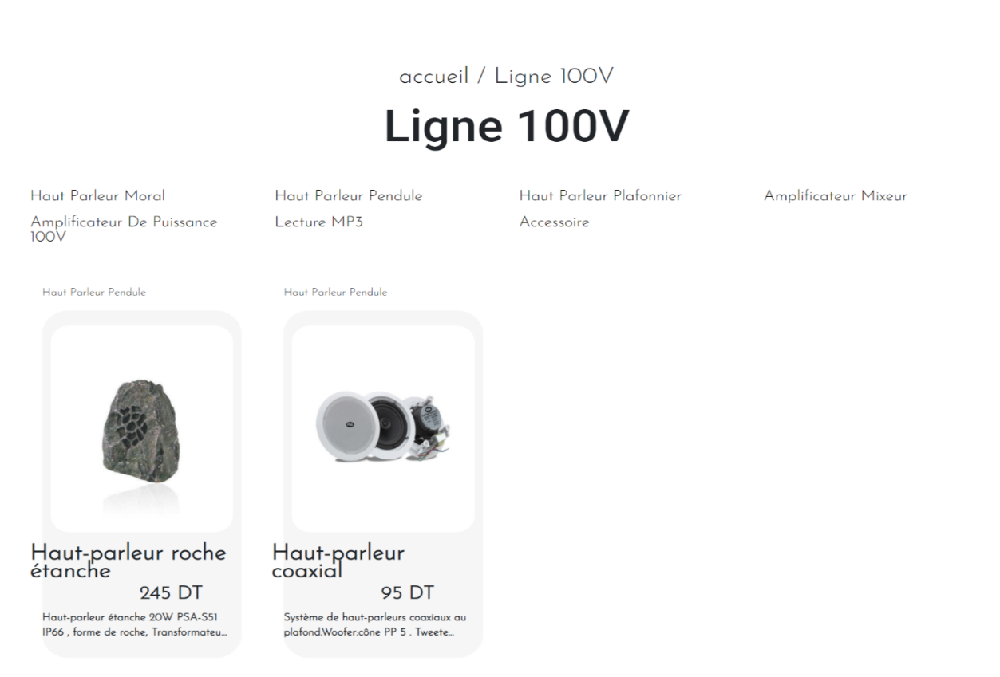 accueil / Ligne 100V
Ligne 100V
Haut Parleur Moral
Haut Parleur Pendule
Haut Parleur Plafonnier
Amplificateur Mixeur
Amplificateur De Puissance
100V
Lecture MP3
Accessoire
Haut Parleur Pendule
Haut-parleur roche
étanche
245 DT
Haut-parleur étanche 20W PSA-S51
IP66 , forme de roche, Transformateu...
Haut Parleur Pendule
Haut-parleur
coaxial
95 DT
Système de haut-parleurs coaxiaux au
plafond.Woofer:cône PP 5 . Tweete...